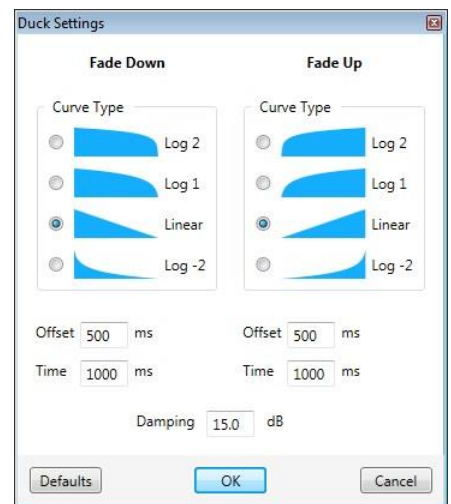 Duck Settings
Fade Down Fade Up
Curve Type Curve Type
Log 2 Log 2
Log 1 Log 1
Linear Linear
Log -2 Log -2
Offset 500 ms Offset 500 ms
Time 1000 ms Time 1000 ms
Damping 15.0 dB
Defaults OK Cancel